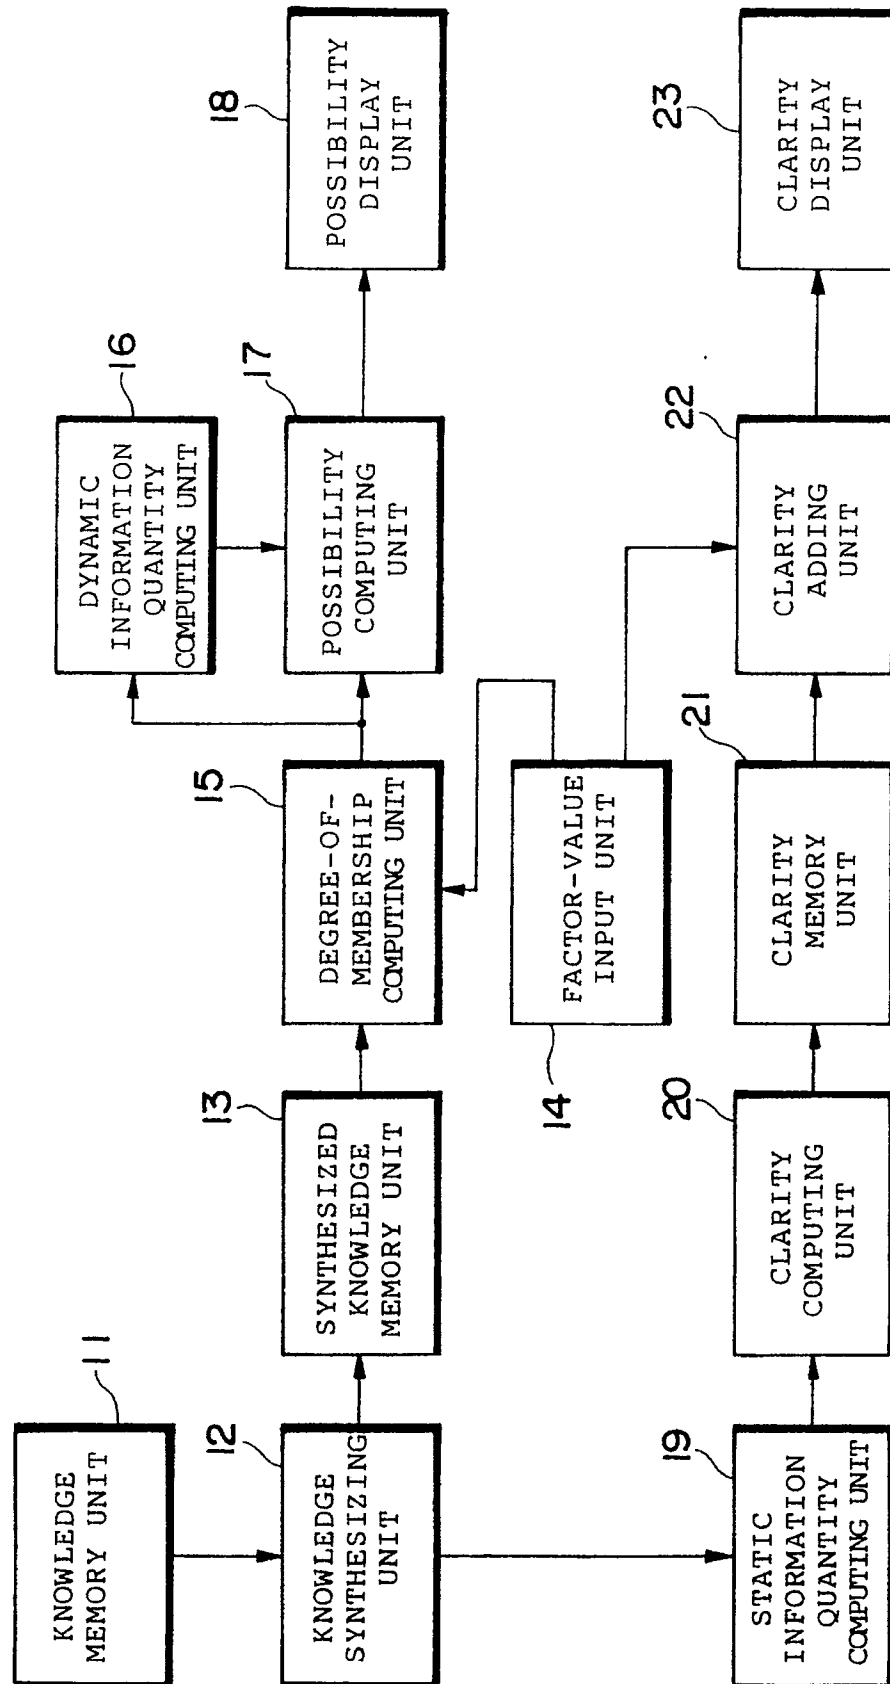 11
KNOWLEDGE
MEMORY UNIT
12
KNOWLEDGE
SYNTHESIZING
UNIT
13
SYNTHESIZED
KNOWLEDGE
MEMORY UNIT
14
FACTOR-VALUE
INPUT UNIT
15
DEGREE-OF-
MEMBERSHIP
COMPUTING UNIT
16
DYNAMIC
INFORMATION
QUANTITY
COMPUTING UNIT
17
POSSIBILITY
COMPUTING
UNIT
18
POSSIBILITY
DISPLAY
UNIT
19
STATIC
INFORMATION
QUANTITY
COMPUTING UNIT
20
CLARITY
COMPUTING
UNIT
21
CLARITY
MEMORY
UNIT
22
CLARITY
ADDING
UNIT
23
CLARITY
DISPLAY
UNIT